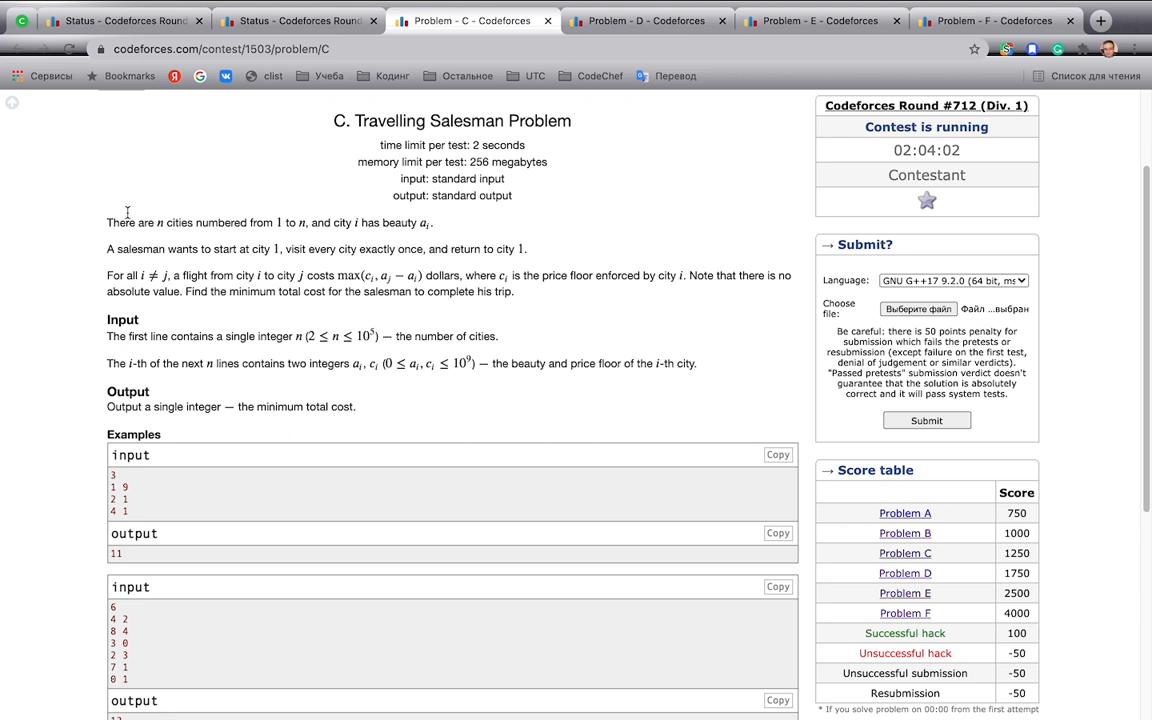 Status - Codeforces Round
Status - Codeforces Round
Problem - C - Codeforces
Problem - D - Codeforces
Problem - E - Codeforces
Problem - F - Codeforces
codeforces.com/contest/1503/problem/C
Сервисы
Bookmarks
clist
Учеба
Кодинг
Остальное
UTC
CodeChef
Перевод
Список для чтения
C. Travelling Salesman Problem
time limit per test: 2 seconds
memory limit per test: 256 megabytes
input: standard input
output: standard output
There are n cities numbered from 1 to n, and city i has beauty aᵢ.
A salesman wants to start at city 1, visit every city exactly once, and return to city 1.
For all i ≠ j, a flight from city i to city j costs max(cᵢ, aⱼ − aᵢ) dollars, where cᵢ is the price floor enforced by city i. Note that there is no
absolute value. Find the minimum total cost for the salesman to complete his trip.
Input
The first line contains a single integer n (2 ≤ n ≤ 10⁵) — the number of cities.
The i-th of the next n lines contains two integers aᵢ, cᵢ (0 ≤ aᵢ, cᵢ ≤ 10⁹) — the beauty and price floor of the i-th city.
Output
Output a single integer — the minimum total cost.
Examples
input
Copy
3
1 9
2 1
4 1
output
Copy
11
input
Copy
6
4 2
8 4
3 0
2 3
7 1
0 1
output
Copy
Codeforces Round #712 (Div. 1)
Contest is running
02:04:02
Contestant
→ Submit?
Language: GNU G++17 9.2.0 (64 bit, ms
Choose
file:
Выберите файл Файл ...выбран
Be careful: there is 50 points penalty for
submission which fails the pretests or
resubmission (except failure on the first test,
denial of judgement or similar verdicts).
"Passed pretests" submission verdict doesn't
guarantee that the solution is absolutely
correct and it will pass system tests.
Submit
→ Score table
Score
Problem A 750
Problem B 1000
Problem C 1250
Problem D 1750
Problem E 2500
Problem F 4000
Successful hack 100
Unsuccessful hack -50
Unsuccessful submission -50
Resubmission -50
* If you solve problem on 00:00 from the first attempt